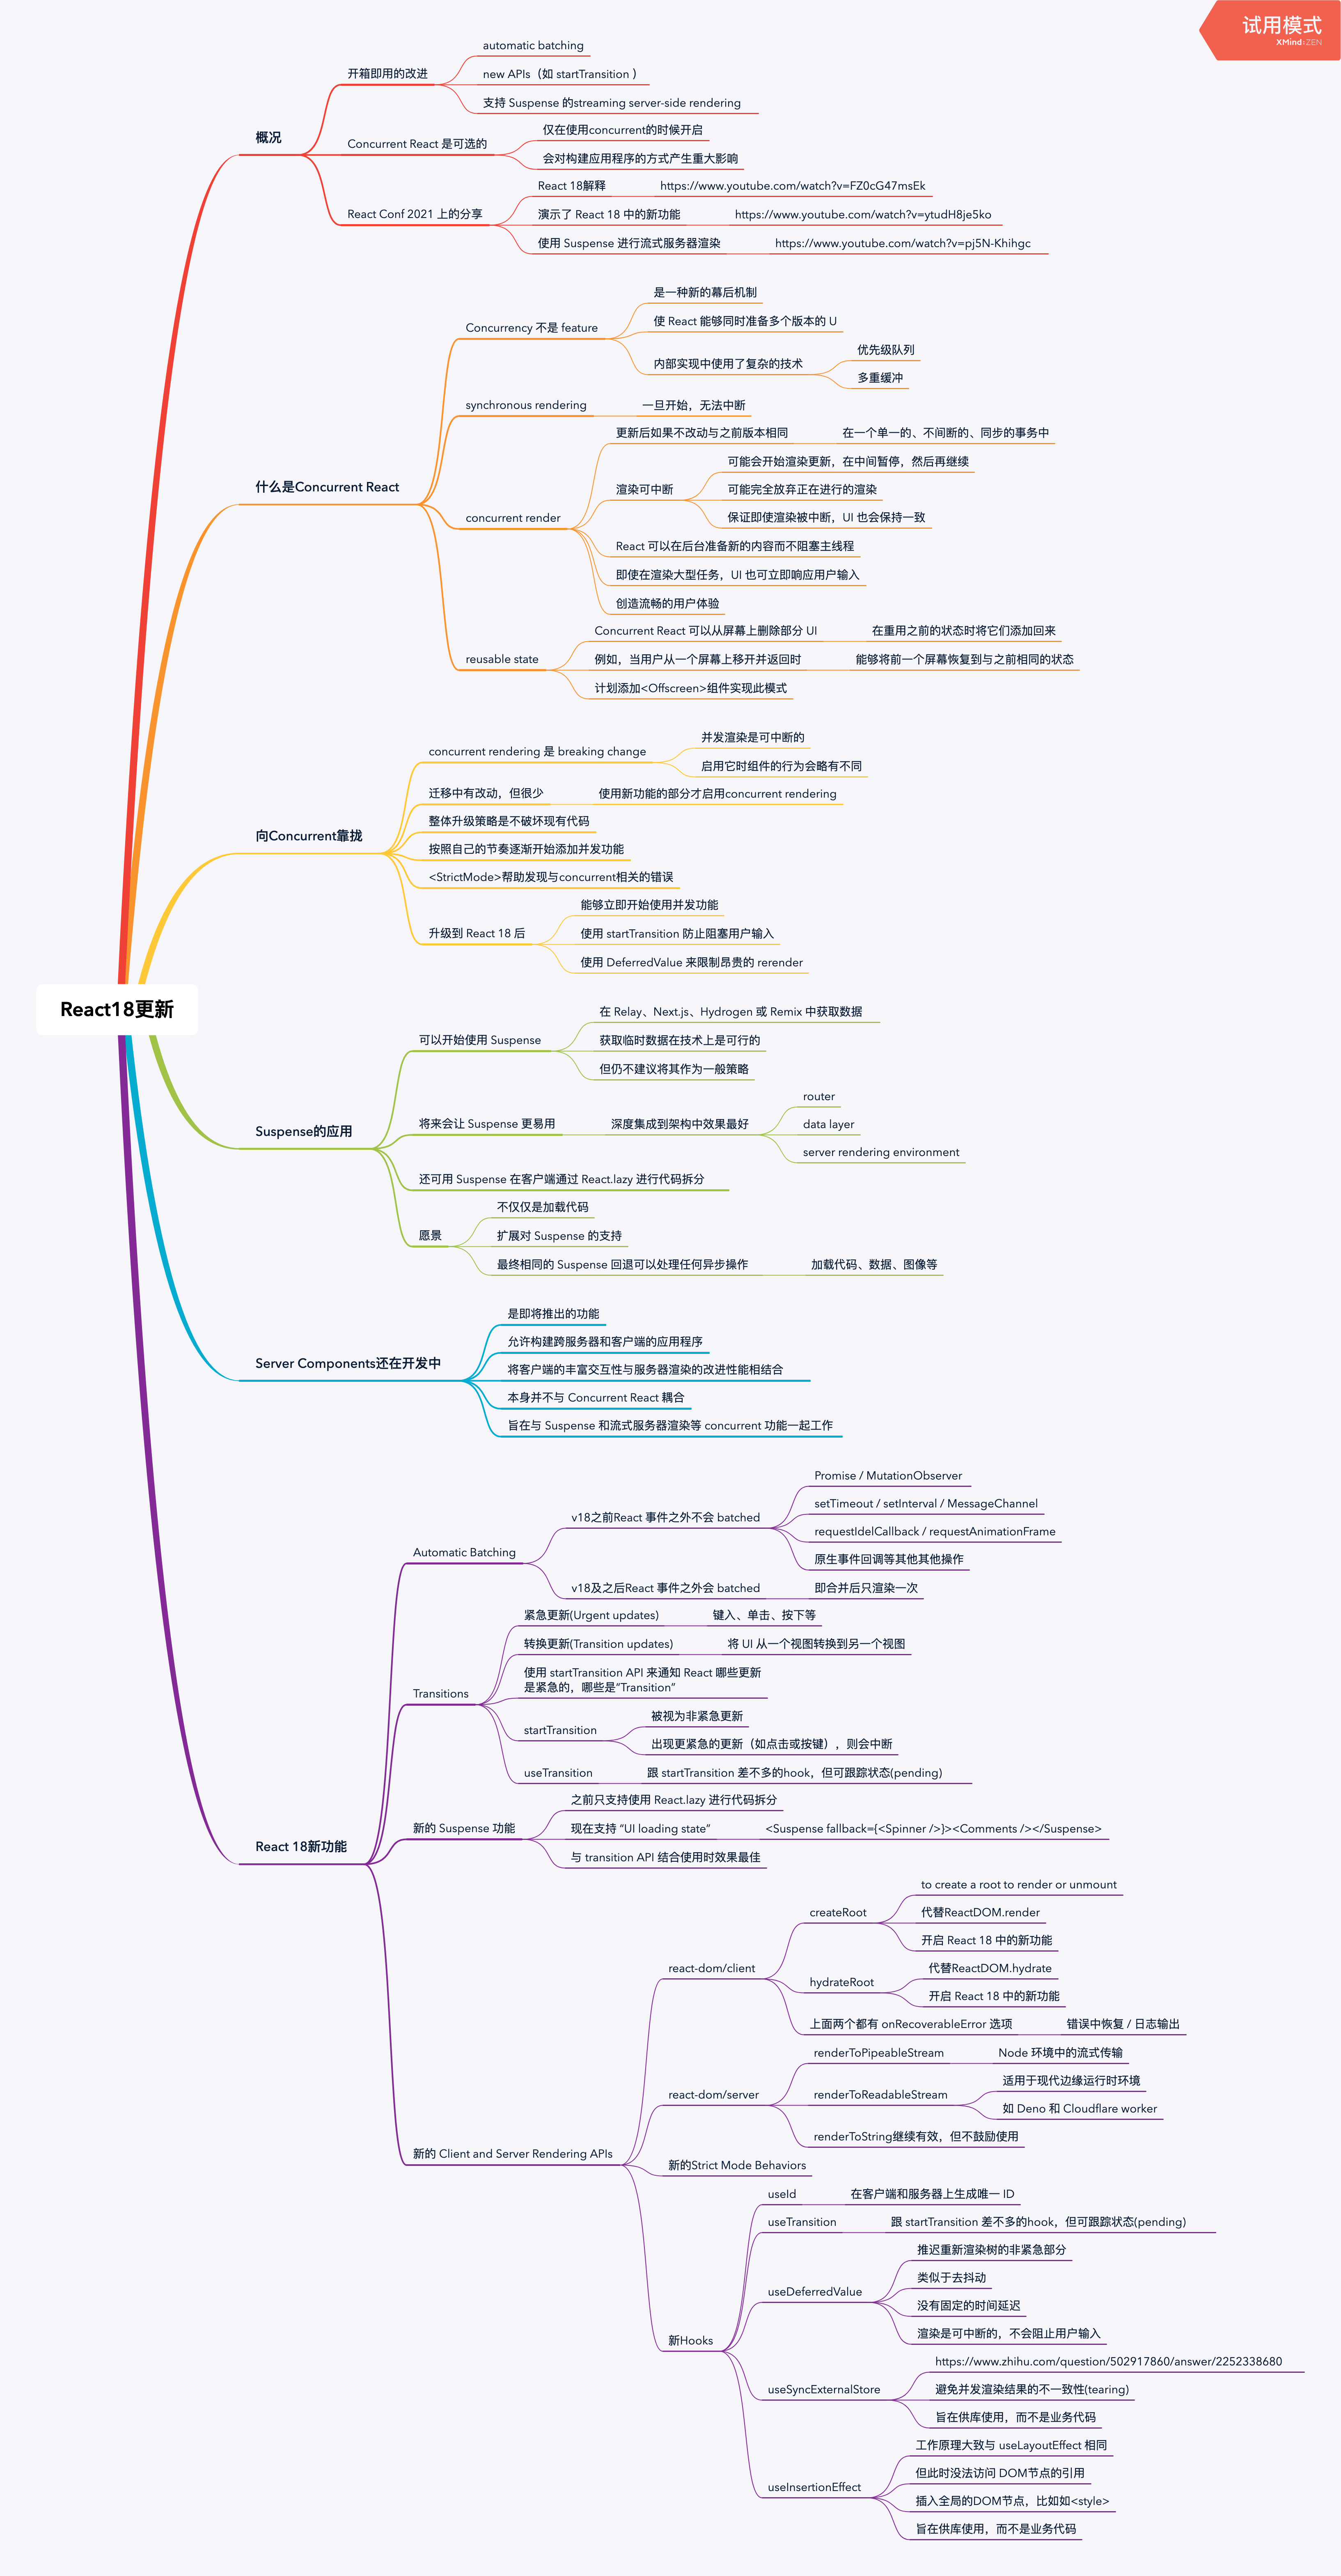 试用模式
XMind:ZEN
React18更新
概况
开箱即用的改进
automatic batching
new APIs（如 startTransition ）
支持 Suspense 的streaming server-side rendering
Concurrent React 是可选的
仅在使用concurrent的时候开启
会对构建应用程序的方式产生重大影响
React Conf 2021 上的分享
React 18解释
https://www.youtube.com/watch?v=FZ0cG47msEk
演示了 React 18 中的新功能
https://www.youtube.com/watch?v=ytudH8je5ko
使用 Suspense 进行流式服务器渲染
https://www.youtube.com/watch?v=pj5N-Khihgc
什么是Concurrent React
Concurrency 不是 feature
是一种新的幕后机制
使 React 能够同时准备多个版本的 U
内部实现中使用了复杂的技术
优先级队列
多重缓冲
synchronous rendering
一旦开始，无法中断
concurrent render
更新后如果不改动与之前版本相同
在一个单一的、不间断的、同步的事务中
渲染可中断
可能会开始渲染更新，在中间暂停，然后再继续
可能完全放弃正在进行的渲染
保证即使渲染被中断，UI 也会保持一致
React 可以在后台准备新的内容而不阻塞主线程
即使在渲染大型任务，UI 也可立即响应用户输入
创造流畅的用户体验
reusable state
Concurrent React 可以从屏幕上删除部分 UI
在重用之前的状态时将它们添加回来
例如，当用户从一个屏幕上移开并返回时
能够将前一个屏幕恢复到与之前相同的状态
计划添加<Offscreen>组件实现此模式
向Concurrent靠拢
concurrent rendering 是 breaking change
并发渲染是可中断的
启用它时组件的行为会略有不同
迁移中有改动，但很少
使用新功能的部分才启用concurrent rendering
整体升级策略是不破坏现有代码
按照自己的节奏逐渐开始添加并发功能
<StrictMode>帮助发现与concurrent相关的错误
升级到 React 18 后
能够立即开始使用并发功能
使用 startTransition 防止阻塞用户输入
使用 DeferredValue 来限制昂贵的 rerender
Suspense的应用
可以开始使用 Suspense
在 Relay、Next.js、Hydrogen 或 Remix 中获取数据
获取临时数据在技术上是可行的
但仍不建议将其作为一般策略
将来会让 Suspense 更易用
深度集成到架构中效果最好
router
data layer
server rendering environment
还可用 Suspense 在客户端通过 React.lazy 进行代码拆分
愿景
不仅仅是加载代码
扩展对 Suspense 的支持
最终相同的 Suspense 回退可以处理任何异步操作
加载代码、数据、图像等
Server Components还在开发中
是即将推出的功能
允许构建跨服务器和客户端的应用程序
将客户端的丰富交互性与服务器渲染的改进性能相结合
本身并不与 Concurrent React 耦合
旨在与 Suspense 和流式服务器渲染等 concurrent 功能一起工作
React 18新功能
Automatic Batching
v18之前React 事件之外不会 batched
Promise / MutationObserver
setTimeout / setInterval / MessageChannel
requestIdelCallback / requestAnimationFrame
原生事件回调等其他其他操作
v18及之后React 事件之外会 batched
即合并后只渲染一次
Transitions
紧急更新(Urgent updates)
键入、单击、按下等
转换更新(Transition updates)
将 UI 从一个视图转换到另一个视图
使用 startTransition API 来通知 React 哪些更新
是紧急的，哪些是“Transition”
startTransition
被视为非紧急更新
出现更紧急的更新（如点击或按键），则会中断
useTransition
跟 startTransition 差不多的hook，但可跟踪状态(pending)
新的 Suspense 功能
之前只支持使用 React.lazy 进行代码拆分
现在支持 “UI loading state”
<Suspense fallback={<Spinner />}><Comments /></Suspense>
与 transition API 结合使用时效果最佳
新的 Client and Server Rendering APIs
react-dom/client
createRoot
to create a root to render or unmount
代替ReactDOM.render
开启 React 18 中的新功能
hydrateRoot
代替ReactDOM.hydrate
开启 React 18 中的新功能
上面两个都有 onRecoverableError 选项
错误中恢复 / 日志输出
react-dom/server
renderToPipeableStream
Node 环境中的流式传输
renderToReadableStream
适用于现代边缘运行时环境
如 Deno 和 Cloudflare worker
renderToString继续有效，但不鼓励使用
新的Strict Mode Behaviors
新Hooks
useId
在客户端和服务器上生成唯一 ID
useTransition
跟 startTransition 差不多的hook，但可跟踪状态(pending)
useDeferredValue
推迟重新渲染树的非紧急部分
类似于去抖动
没有固定的时间延迟
渲染是可中断的，不会阻止用户输入
useSyncExternalStore
https://www.zhihu.com/question/502917860/answer/2252338680
避免并发渲染结果的不一致性(tearing)
旨在供库使用，而不是业务代码
useInsertionEffect
工作原理大致与 useLayoutEffect 相同
但此时没法访问 DOM节点的引用
插入全局的DOM节点，比如如<style>
旨在供库使用，而不是业务代码